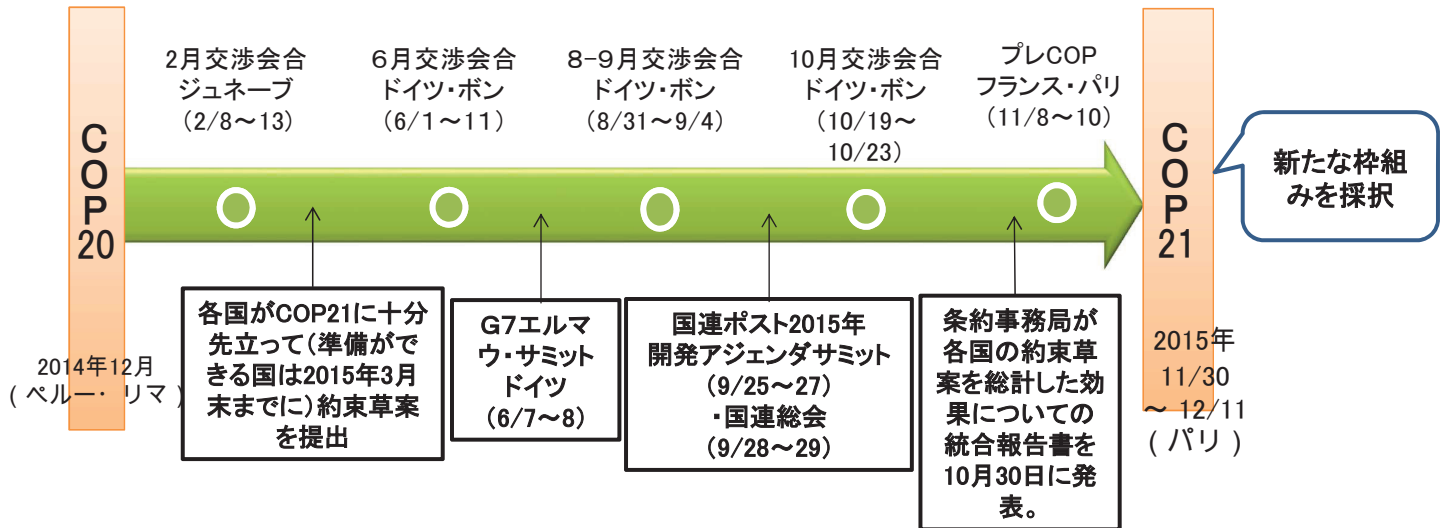 COP20
2014年12月
(ペルー・ リマ)
2月交渉会合
ジュネーブ
(2/8~13)
6月交渉会合
ドイツ・ボン
(6/1~11)
8-9月交渉会合
ドイツ・ボン
(8/31~9/4)
10月交渉会合
ドイツ・ボン
(10/19~
10/23)
プレCOP
フランス・パリ
(11/8~10)
各国がCOP21に十分
先立って(準備がで
きる国は2015年3月
末までに)約束草案
を提出
G7エルマ
ウ・サミット
ドイツ
(6/7~8)
国連ポスト2015年
開発アジェンダサミット
(9/25~27)
・国連総会
(9/28~29)
条約事務局が
各国の約束草
案を総計した効
果についての
統合報告書を
10月30日に発
表。
COP21
2015年
11/30
~ 12/11
(パリ)
新たな枠組
みを採択